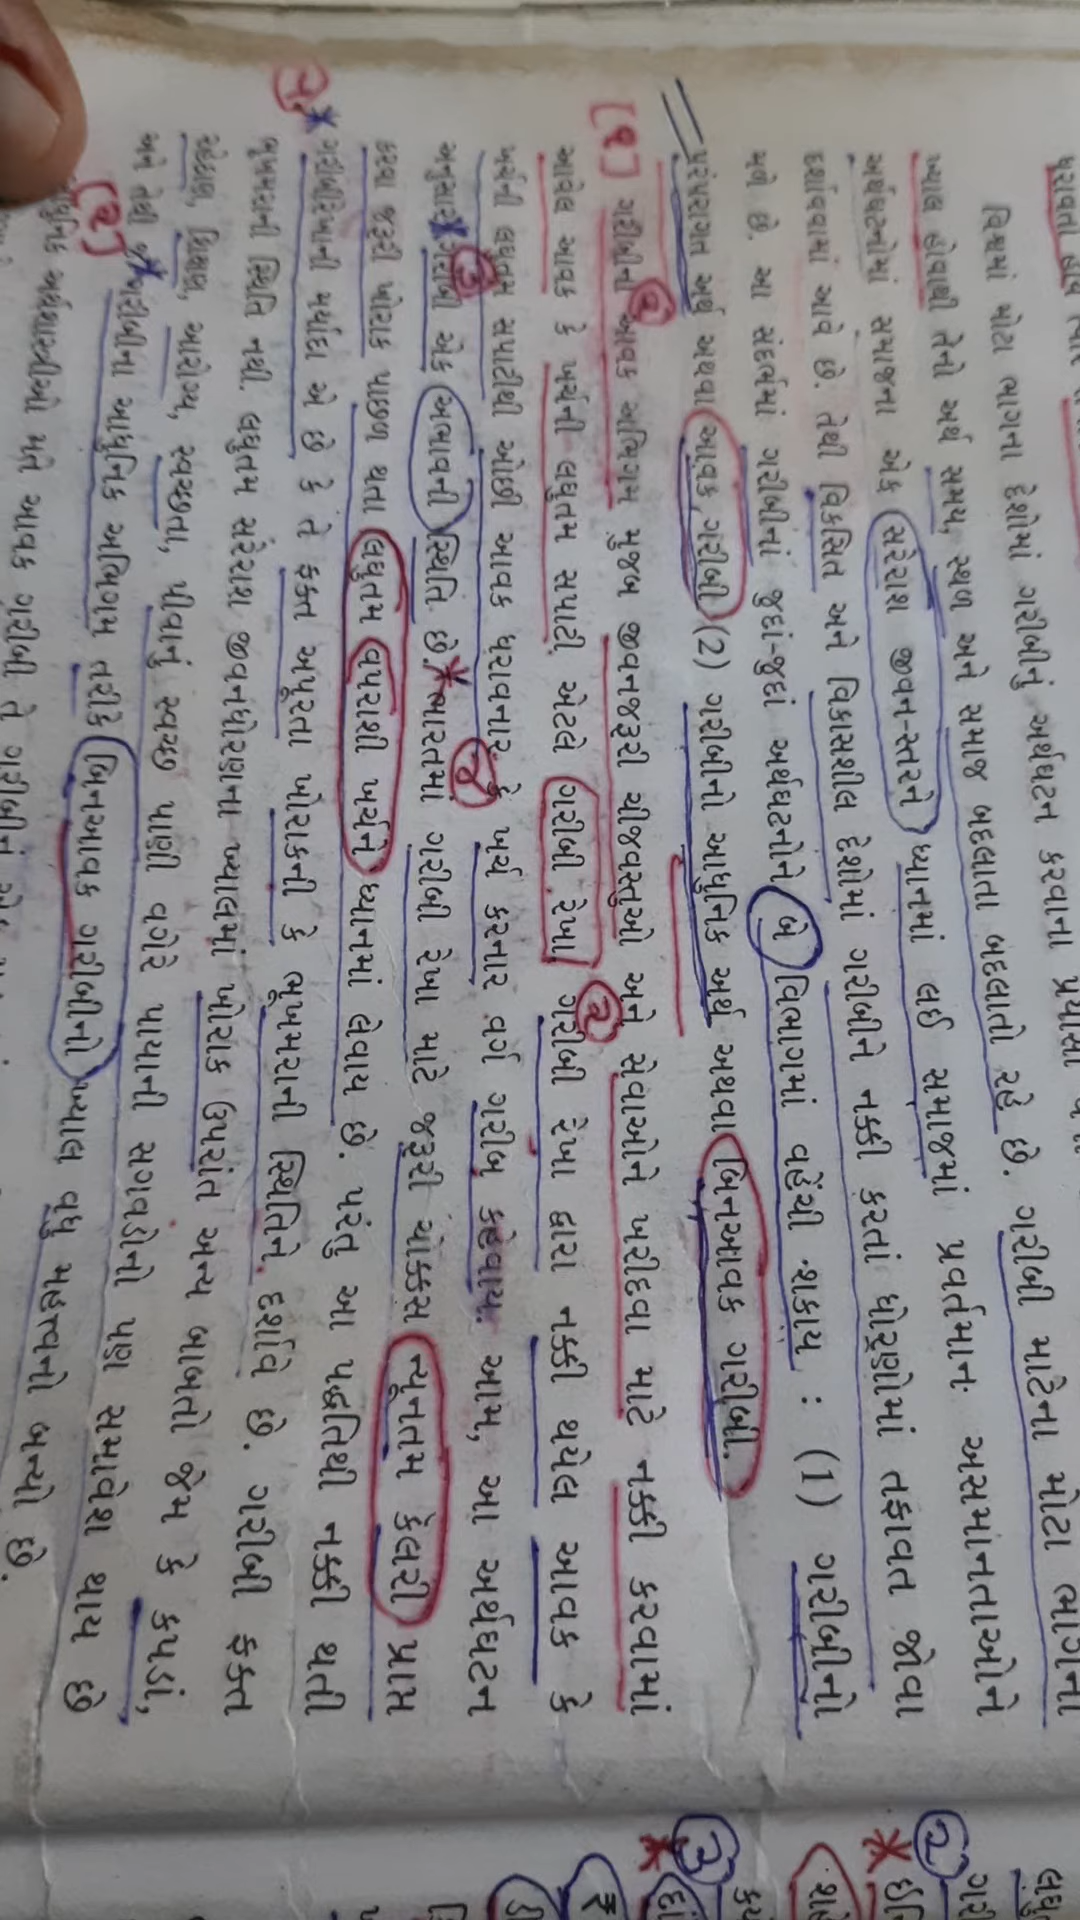 ધરાવતા હોય ત્યારે
વિશ્વમાં મોટા ભાગના દેશોમાં ગરીબીનું અર્થઘટન કરવાના પ્રયાસો
ખ્યાલ હોવાથી તેનો અર્થ સમય, સ્થળ અને સમાજ બદલાતા બદલાતો રહે છે. ગરીબી માટેના મોટા ભાગના
અર્થઘટનોમાં સમાજના એક સરેરાશ જીવન-સ્તરને ધ્યાનમાં લઈ સમાજમાં પ્રવર્તમાન અસમાનતાઓને
દર્શાવવામાં આવે છે. તેથી વિકસિત અને વિકાસશીલ દેશોમાં ગરીબીને નક્કી કરતાં ધોરણોમાં તફાવત જોવા
મળે છે. આ સંદર્ભમાં ગરીબીનાં જુદાં-જુદાં અર્થઘટનોને બે વિભાગમાં વહેંચી શકાય : (1) ગરીબીનો
પરંપરાગત અર્થ અથવા આવક ગરીબી (2) ગરીબીનો આધુનિક અર્થ અથવા બિનઆવક ગરીબી.
[૧] ગરીબીનો આવક અભિગમ મુજબ જીવનજરૂરી ચીજવસ્તુઓ અને સેવાઓને ખરીદવા માટે નક્કી કરવામાં
આવેલ આવક કે ખર્ચની લઘુતમ સપાટી એટલે ગરીબી રેખા ગરીબી રેખા દ્વારા નક્કી થયેલ આવક કે
ખર્ચની લઘુતમ સપાટીથી ઓછી આવક ધરાવનાર કે ખર્ચ કરનાર વર્ગ ગરીબ કહેવાય. આમ, આ અર્થઘટન
અનુસાર ગરીબી એક અભાવની સ્થિતિ છે, ભારતમાં ગરીબી રેખા માટે જરૂરી ચોક્કસ ન્યૂનતમ કેલરી પ્રાપ્ત
કરવા જરૂરી ખોરાક પાછળ થતા લઘુતમ વપરાશી ખર્ચને ધ્યાનમાં લેવાય છે. પરંતુ આ પદ્ધતિથી નક્કી થતી
ગરીબીરેખાની મર્યાદા એ છે કે તે ફક્ત અપૂરતા ખોરાકની કે ભૂખમરાની સ્થિતિને દર્શાવે છે. ગરીબી ફક્ત
ભૂખમરાની સ્થિતિ નથી. લઘુતમ સરેરાશ જીવનધોરણના ખ્યાલમાં ખોરાક ઉપરાંત અન્ય બાબતો જેમ કે કપડાં,
રહેઠાણ, શિક્ષણ, આરોગ્ય, સ્વચ્છતા, પીવાનું સ્વચ્છ પાણી વગેરે પાયાની સગવડોનો પણ સમાવેશ થાય છે
અને તેથી જ ગરીબીના આધુનિક અભિગમ તરીકે બિનઆવક ગરીબીનો ખ્યાલ વધુ મહત્ત્વનો બન્યો છે.
[૨]
અર્થશાસ્ત્રીઓ મતે આવક ગરીબી